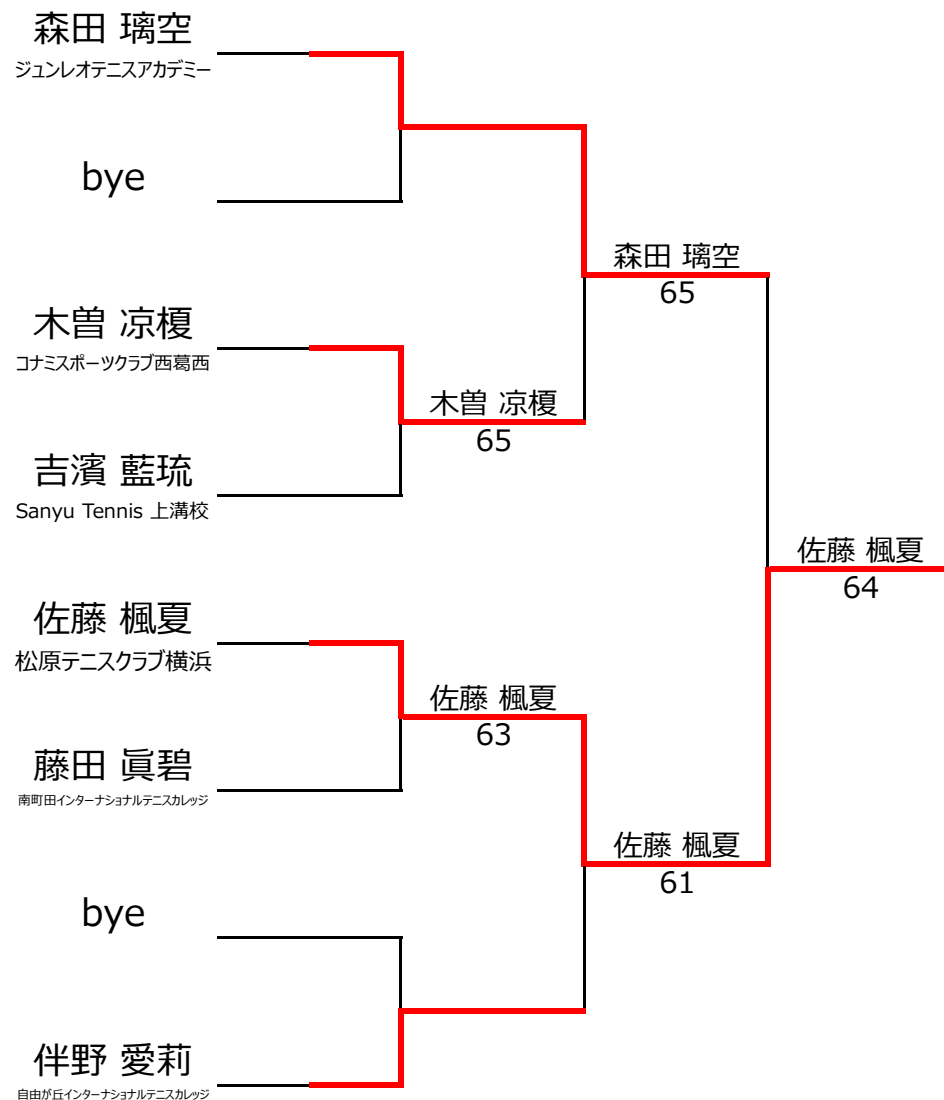 森田 璃空
ジュンレオテニスアカデミー
bye
森田 璃空
65
木曽 凉榎
コナミスポーツクラブ西葛西
木曽 凉榎
65
吉濱 藍琉
Sanyu Tennis 上溝校
佐藤 楓夏
64
佐藤 楓夏
松原テニスクラブ横浜
佐藤 楓夏
63
藤田 眞碧
南町田インターナショナルテニスカレッジ
佐藤 楓夏
61
bye
伴野 愛莉
自由が丘インターナショナルテニスカレッジ